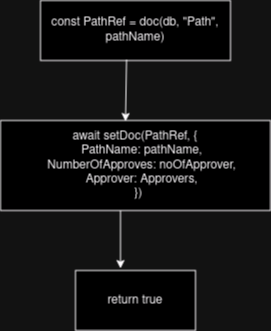 const PathRef = doc(db, "Path",
pathName)
await setDoc(PathRef, {
PathName: pathName,
NumberOfApproves: noOfApprover,
Approver: Approvers,
})
return true